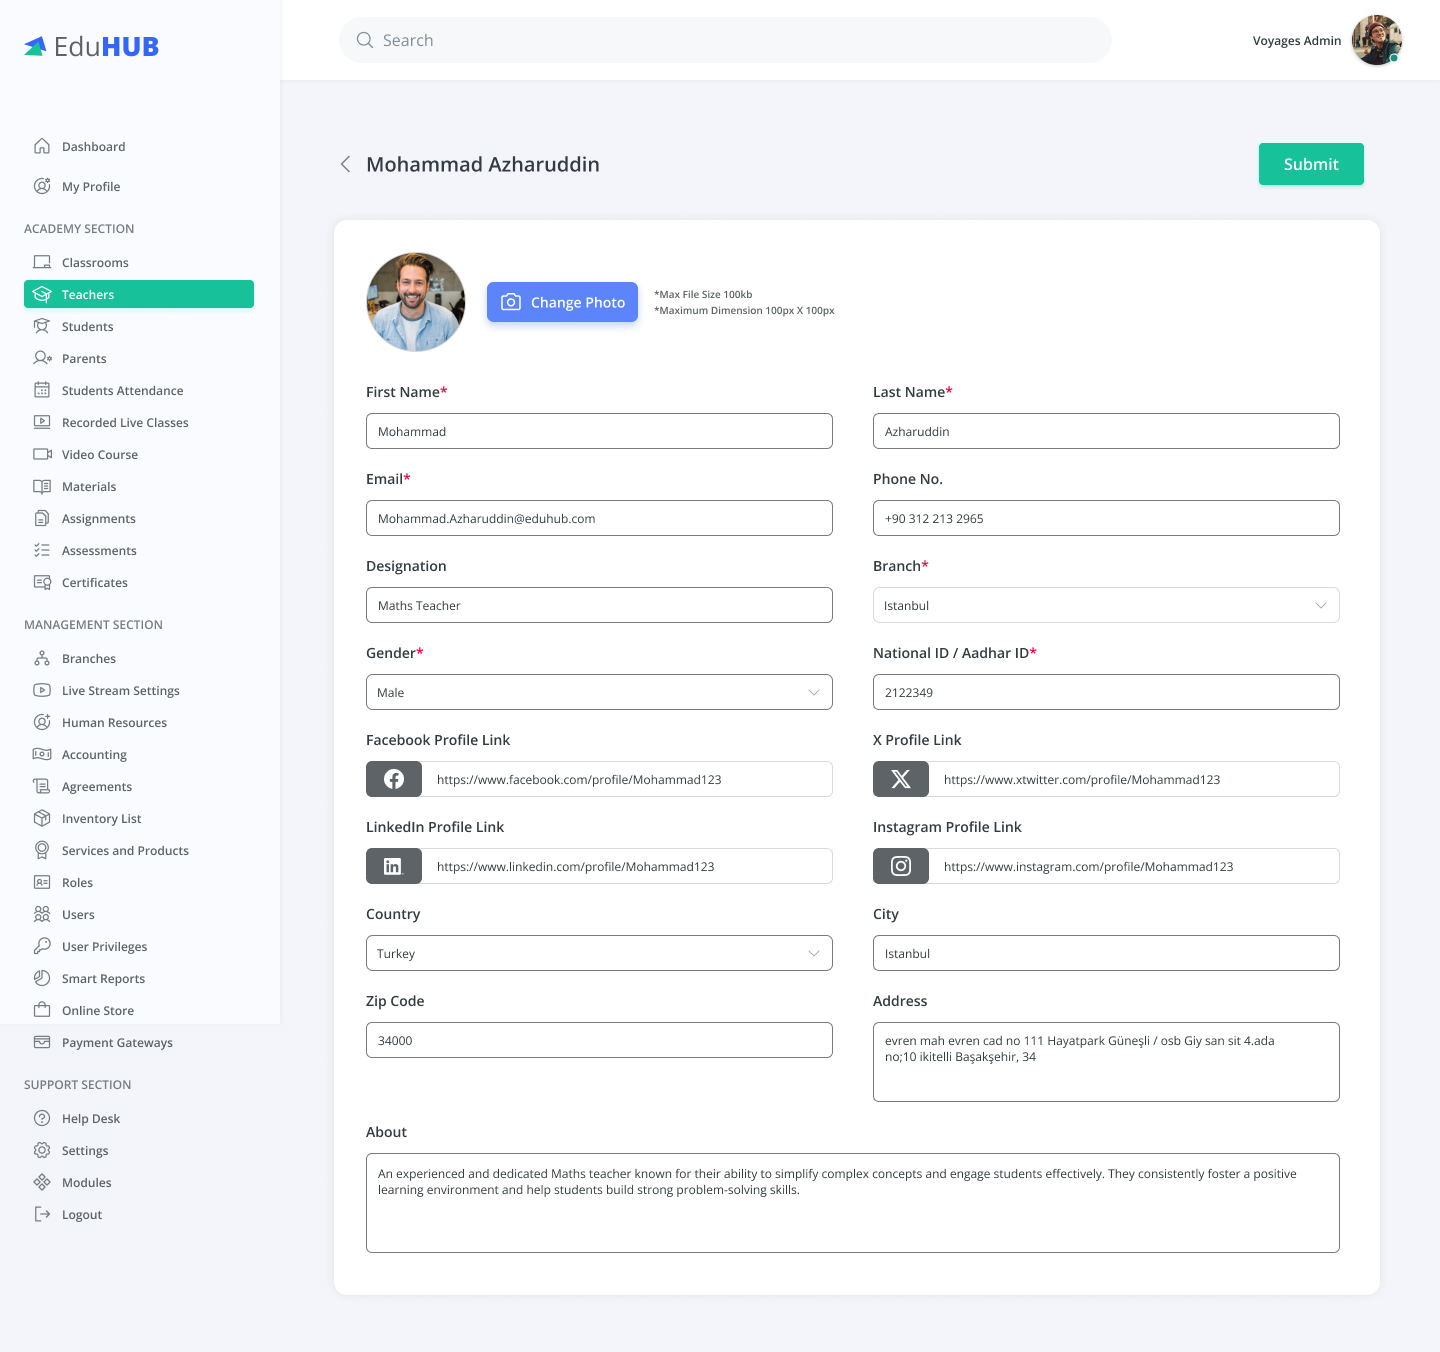 EduHUB
Search
Voyages Admin
Dashboard
My Profile
ACADEMY SECTION
Classrooms
Teachers
Students
Parents
Students Attendance
Recorded Live Classes
Video Course
Materials
Assignments
Assessments
Certificates
MANAGEMENT SECTION
Branches
Live Stream Settings
Human Resources
Accounting
Agreements
Inventory List
Services and Products
Roles
Users
User Privileges
Smart Reports
Online Store
Payment Gateways
SUPPORT SECTION
Help Desk
Settings
Modules
Logout
Mohammad Azharuddin
Submit
Change Photo
*Max File Size 100kb
*Maximum Dimension 100px X 100px
First Name*
Mohammad
Last Name*
Azharuddin
Email*
Mohammad.Azharuddin@eduhub.com
Phone No.
+90 312 213 2965
Designation
Maths Teacher
Branch*
Istanbul
Gender*
Male
National ID / Aadhar ID*
2122349
Facebook Profile Link
https://www.facebook.com/profile/Mohammad123
X Profile Link
https://www.xtwitter.com/profile/Mohammad123
LinkedIn Profile Link
https://www.linkedin.com/profile/Mohammad123
Instagram Profile Link
https://www.instagram.com/profile/Mohammad123
Country
Turkey
City
Istanbul
Zip Code
34000
Address
evren mah evren cad no 111 Hayatpark Güneşli / osb Giy san sit 4.ada
no;10 ikitelli Başakşehir, 34
About
An experienced and dedicated Maths teacher known for their ability to simplify complex concepts and engage students effectively. They consistently foster a positive
learning environment and help students build strong problem-solving skills.